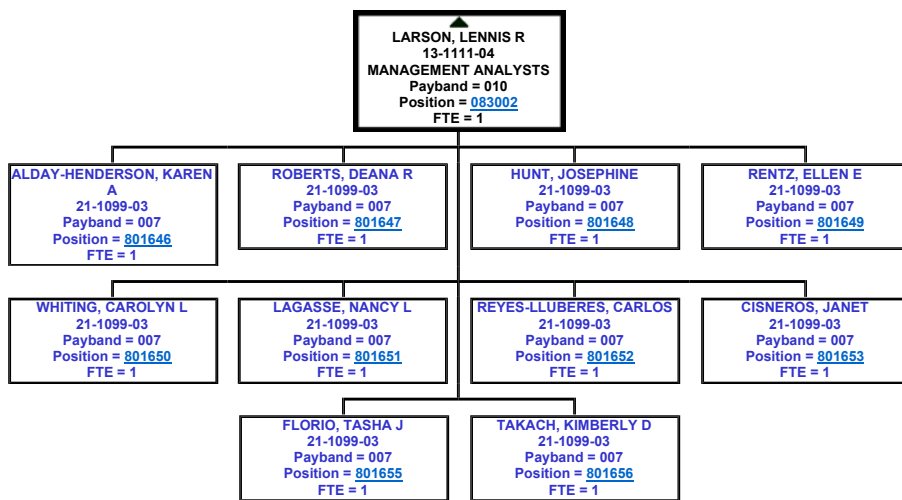 LARSON, LENNIS R
13-1111-04
MANAGEMENT ANALYSTS
Payband = 010
Position = 083002
FTE = 1
ALDAY-HENDERSON, KAREN
A
21-1099-03
Payband = 007
Position = 801646
FTE = 1
ROBERTS, DEANA R
21-1099-03
Payband = 007
Position = 801647
FTE = 1
HUNT, JOSEPHINE
21-1099-03
Payband = 007
Position = 801648
FTE = 1
RENTZ, ELLEN E
21-1099-03
Payband = 007
Position = 801649
FTE = 1
WHITING, CAROLYN L
21-1099-03
Payband = 007
Position = 801650
FTE = 1
LAGASSE, NANCY L
21-1099-03
Payband = 007
Position = 801651
FTE = 1
REYES-LLUBERES, CARLOS
21-1099-03
Payband = 007
Position = 801652
FTE = 1
CISNEROS, JANET
21-1099-03
Payband = 007
Position = 801653
FTE = 1
FLORIO, TASHA J
21-1099-03
Payband = 007
Position = 801655
FTE = 1
TAKACH, KIMBERLY D
21-1099-03
Payband = 007
Position = 801656
FTE = 1